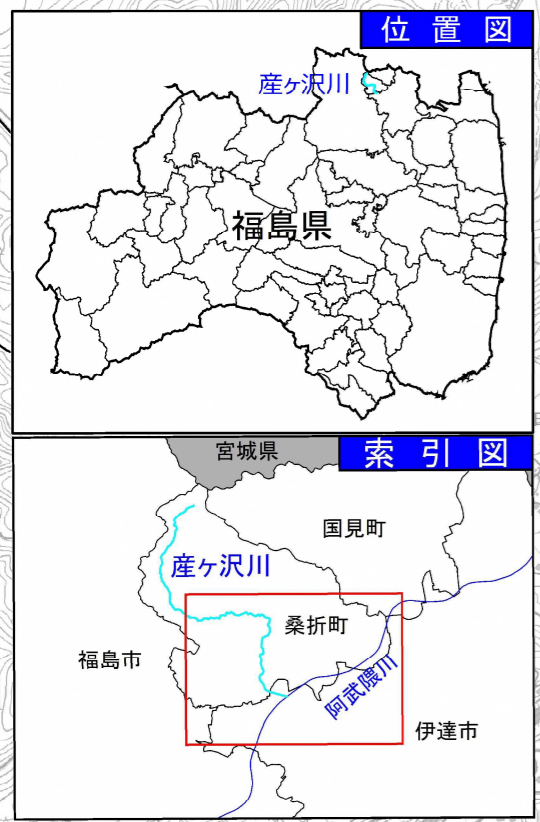 位置図
産ヶ沢川
福島県
索引図
宮城県
国見町
産ヶ沢川
桑折町
福島市
阿武隈川
伊達市